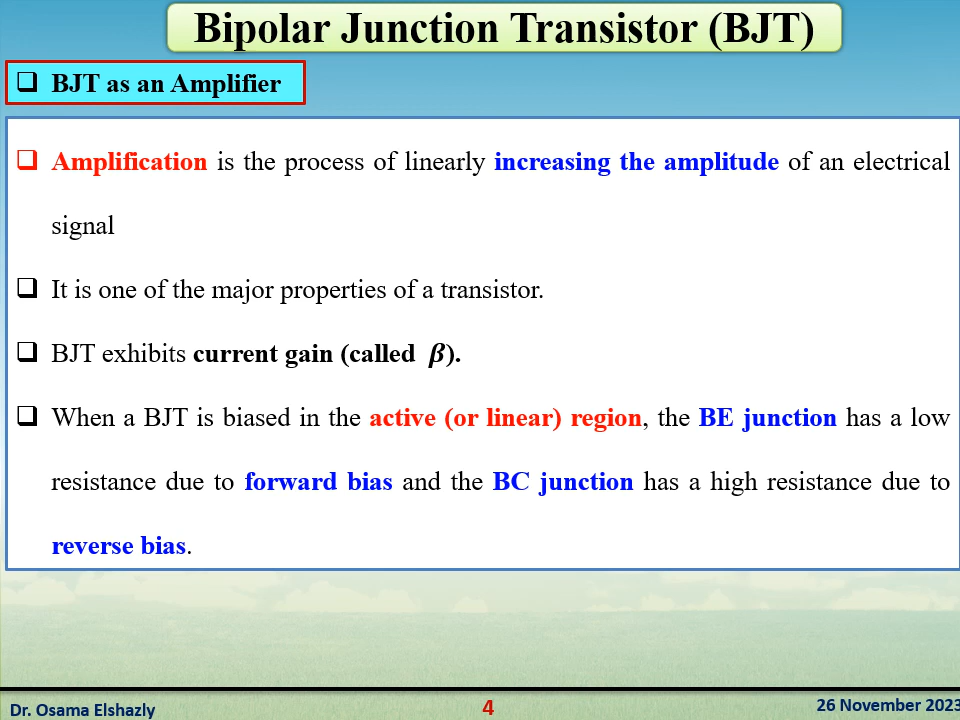 Bipolar Junction Transistor (BJT)
❑ BJT as an Amplifier
❑ Amplification is the process of linearly increasing the amplitude of an electrical
signal
❑ It is one of the major properties of a transistor.
❑ BJT exhibits current gain (called β).
❑ When a BJT is biased in the active (or linear) region, the BE junction has a low
resistance due to forward bias and the BC junction has a high resistance due to
reverse bias.
Dr. Osama Elshazly
4
26 November 2023